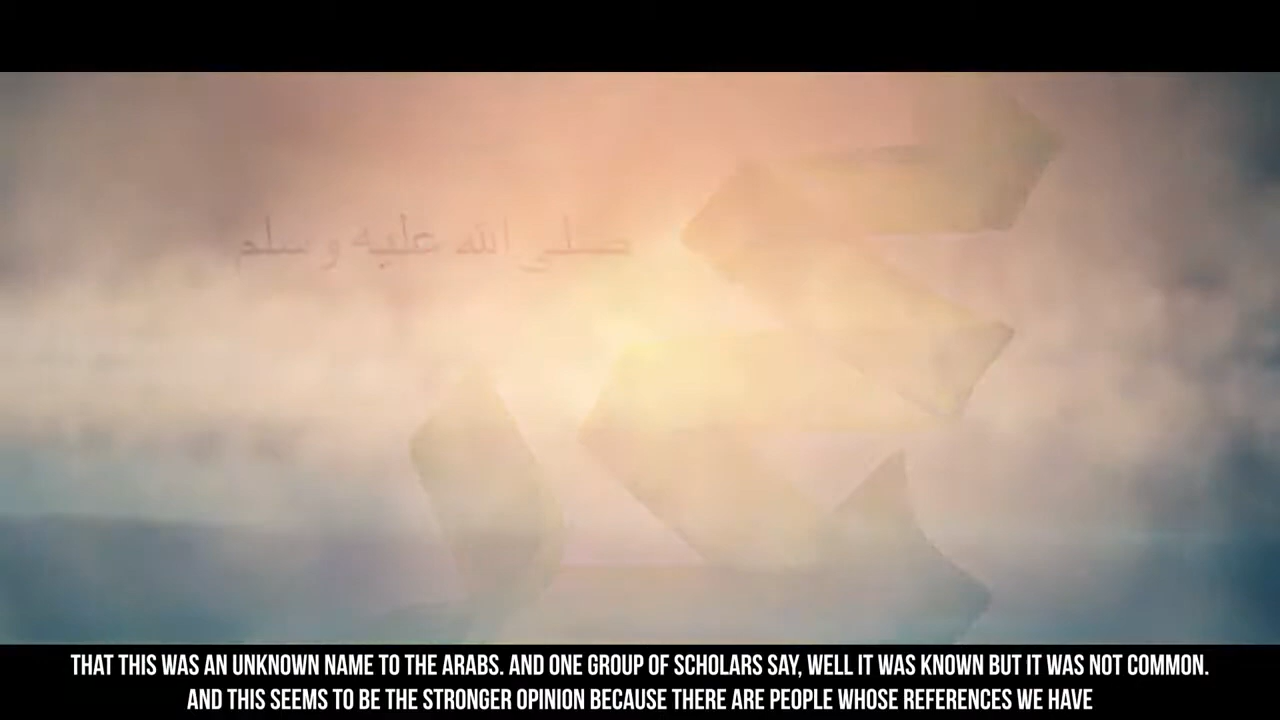 صلى الله عليه وسلم
THAT THIS WAS AN UNKNOWN NAME TO THE ARABS. AND ONE GROUP OF SCHOLARS SAY, WELL IT WAS KNOWN BUT IT WAS NOT COMMON.
AND THIS SEEMS TO BE THE STRONGER OPINION BECAUSE THERE ARE PEOPLE WHOSE REFERENCES WE HAVE